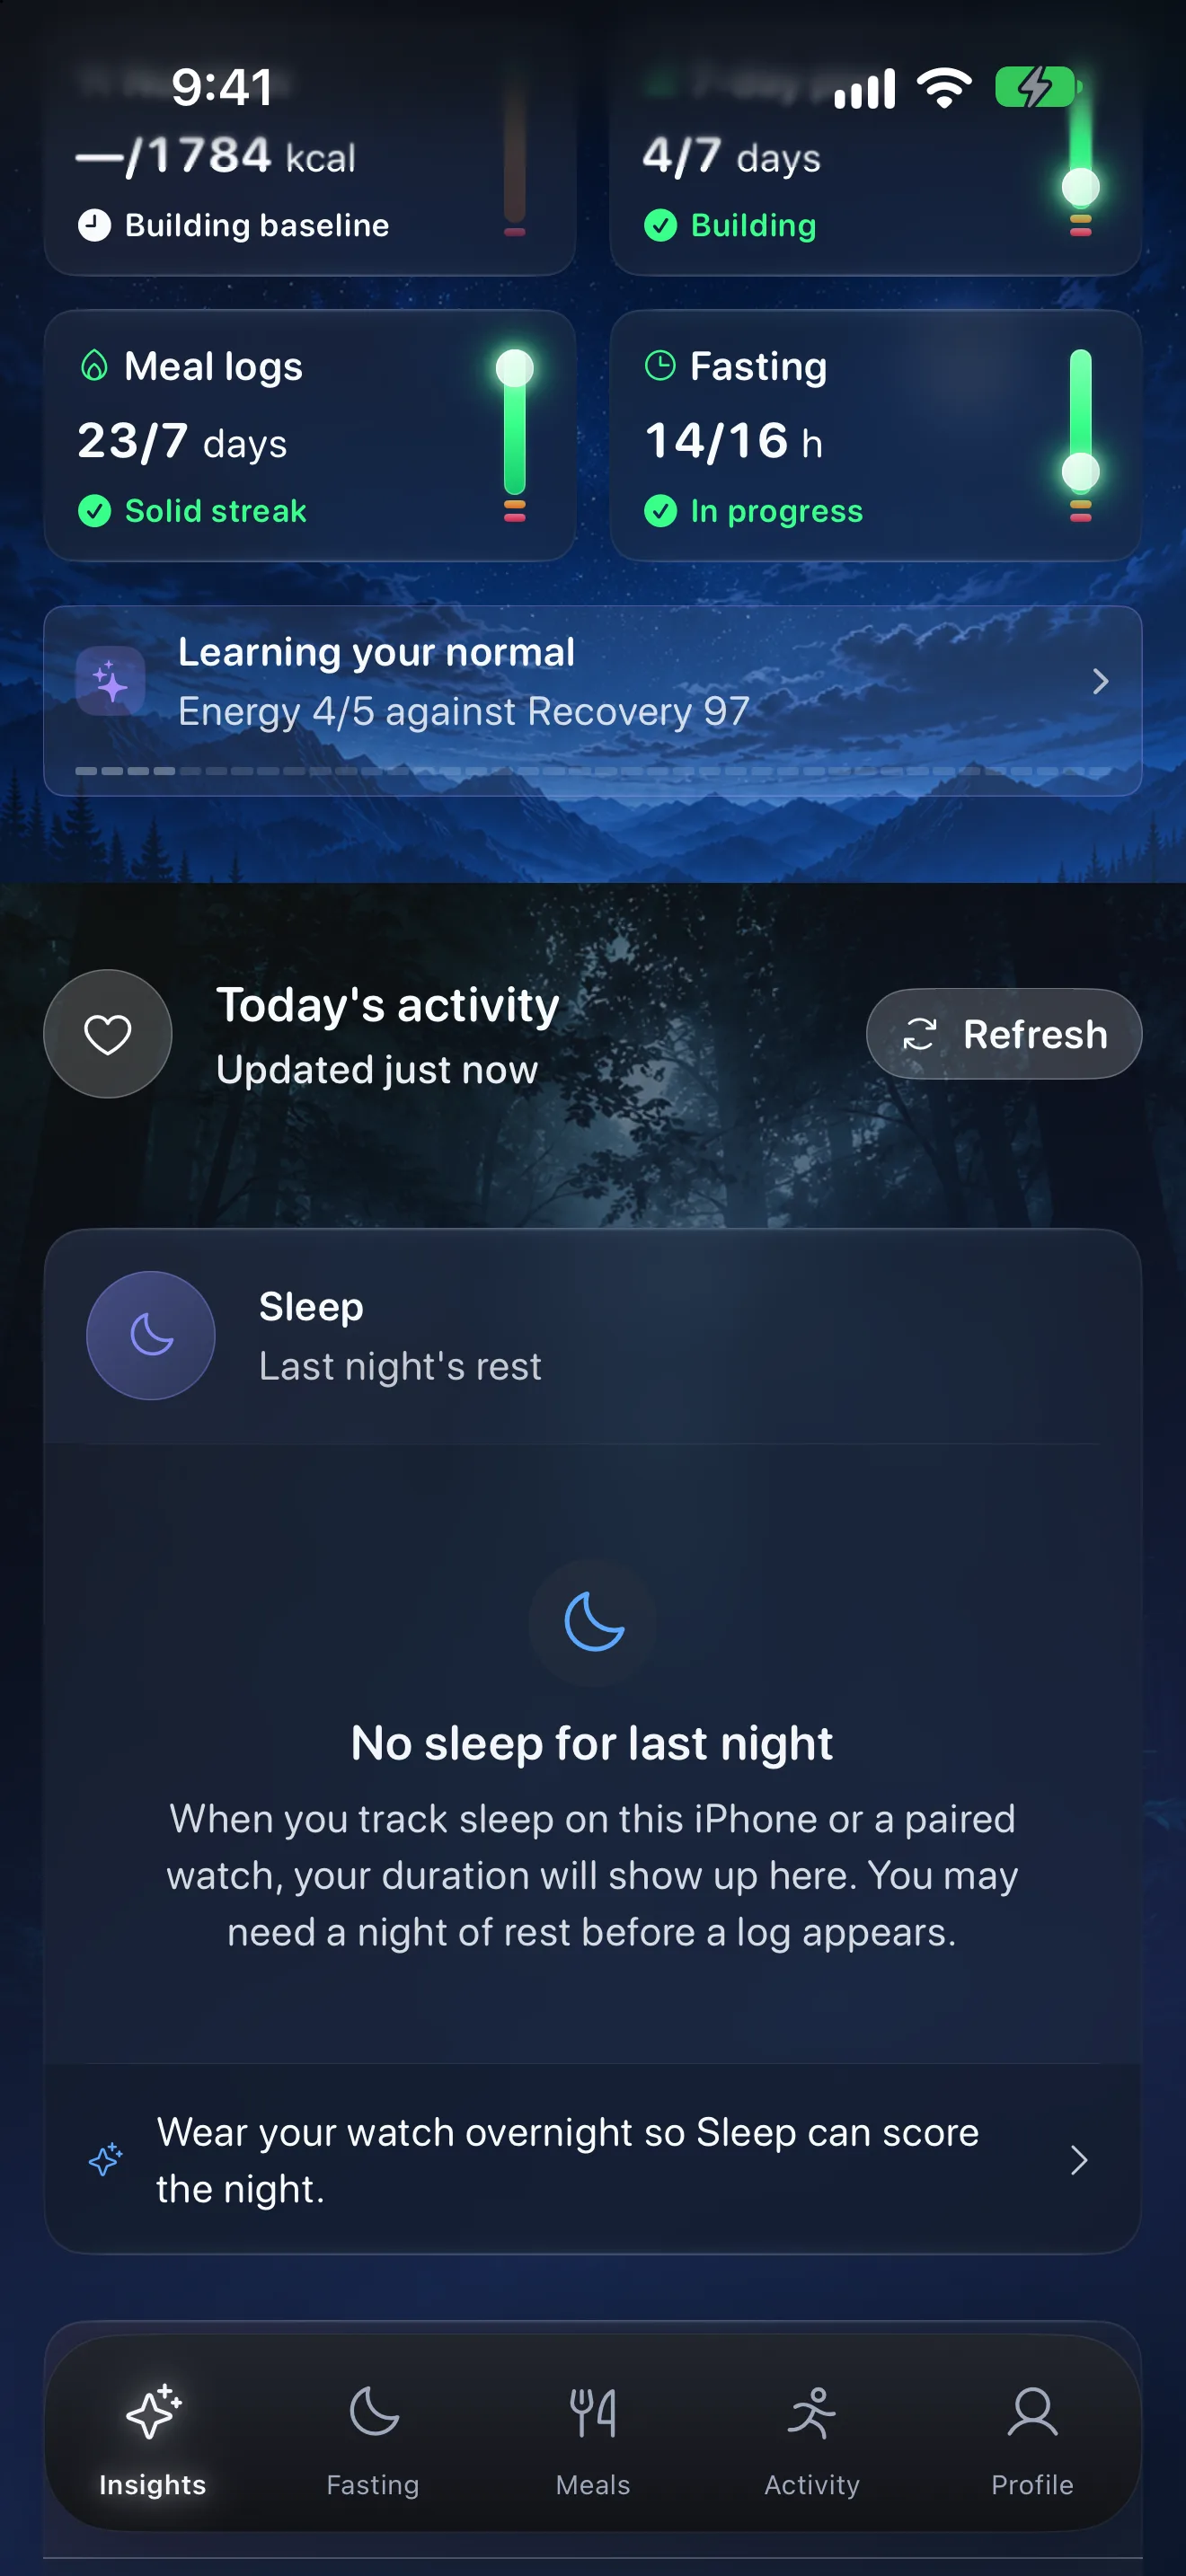 9:41
—/1784 kcal
Building baseline
4/7 days
Building
Meal logs
23/7 days
Solid streak
Fasting
14/16 h
In progress
Learning your normal
Energy 4/5 against Recovery 97
Today's activity
Updated just now
Refresh
Sleep
Last night's rest
No sleep for last night
When you track sleep on this iPhone or a paired
watch, your duration will show up here. You may
need a night of rest before a log appears.
Wear your watch overnight so Sleep can score
the night.
Insights
Fasting
Meals
Activity
Profile